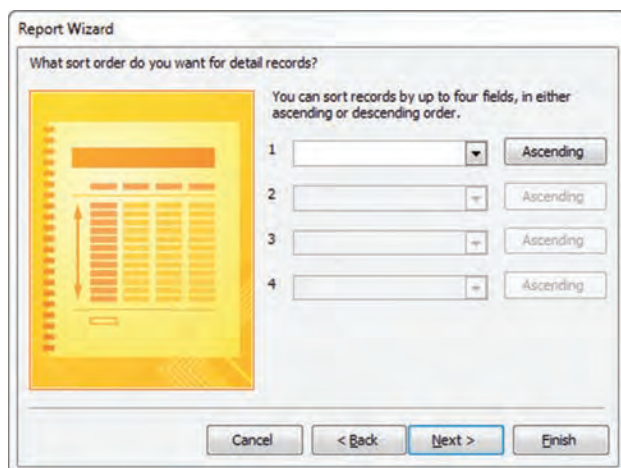 Report Wizard
What sort order do you want for detail records?
You can sort records by up to four fields, in either
ascending or descending order.
1 Ascending
2 Ascending
3 Ascending
4 Ascending
Cancel < Back Next > Finish